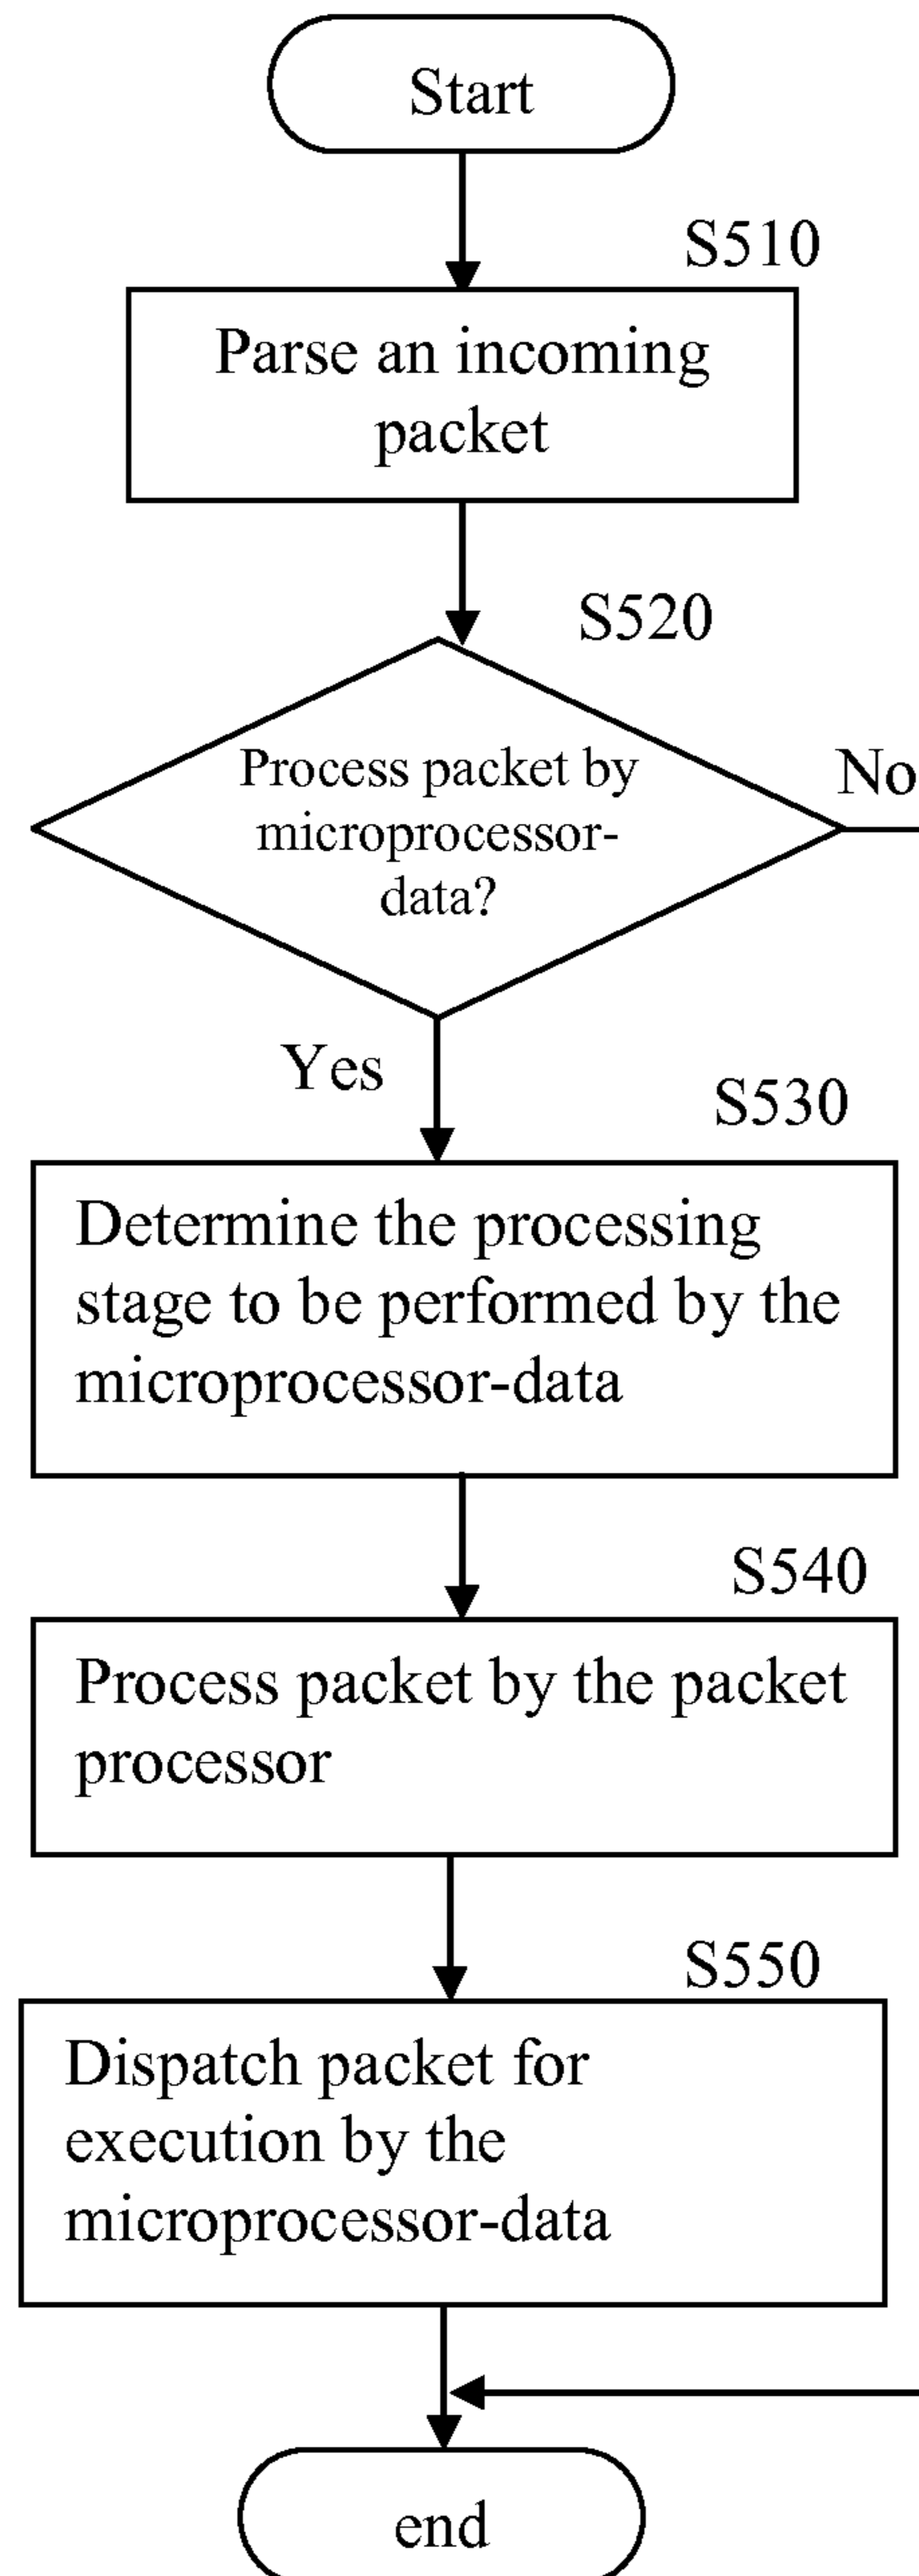 Start
S510
Parse an incoming
packet
S520
Process packet by
microprocessor-
data?
No
Yes
S530
Determine the processing
stage to be performed by the
microprocessor-data
S540
Process packet by the packet
processor
S550
Dispatch packet for
execution by the
microprocessor-data
end